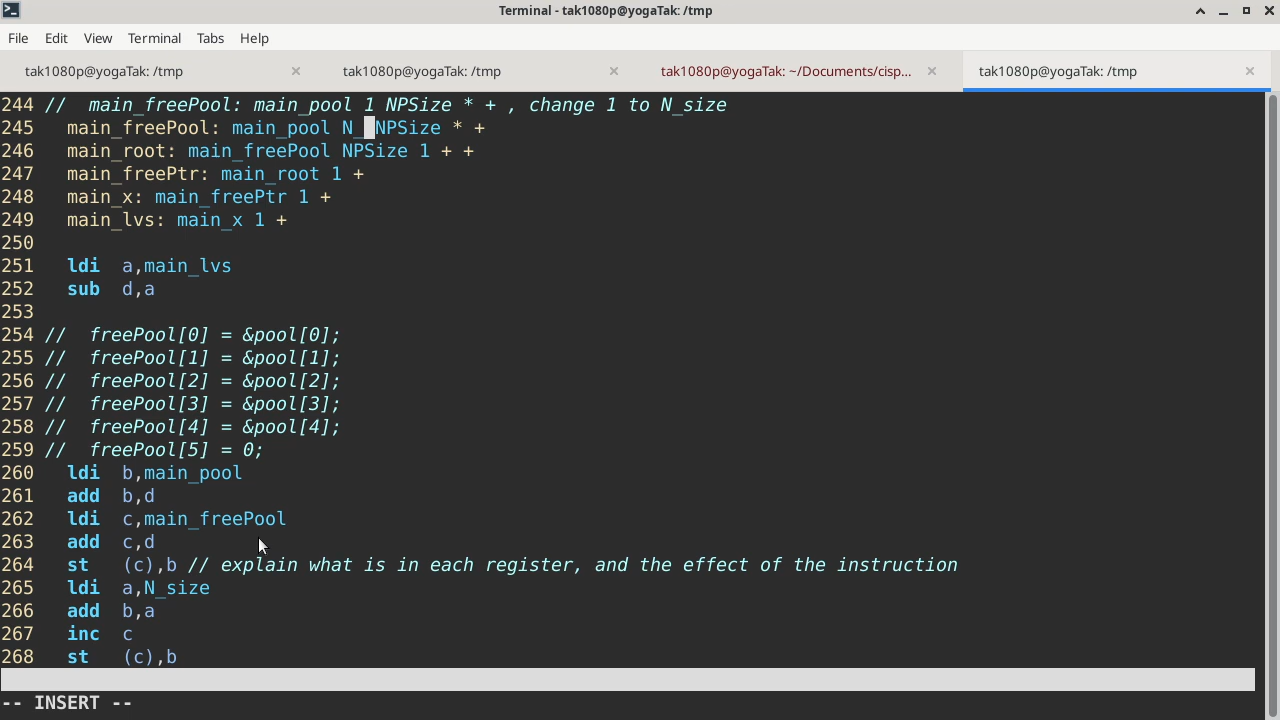 Terminal - tak1080p@yogaTak: /tmp
File Edit View Terminal Tabs Help
tak1080p@yogaTak: /tmp tak1080p@yogaTak: /tmp tak1080p@yogaTak: ~/Documents/cisp... tak1080p@yogaTak: /tmp
244 //  main_freePool: main_pool 1 NPSize * + , change 1 to N_size
245   main_freePool: main_pool N_ NPSize * +
246   main_root: main_freePool NPSize 1 + +
247   main_freePtr: main_root 1 +
248   main_x: main_freePtr 1 +
249   main_lvs: main_x 1 +
250
251   ldi  a,main_lvs
252   sub  d,a
253
254 //  freePool[0] = &pool[0];
255 //  freePool[1] = &pool[1];
256 //  freePool[2] = &pool[2];
257 //  freePool[3] = &pool[3];
258 //  freePool[4] = &pool[4];
259 //  freePool[5] = 0;
260   ldi  b,main_pool
261   add  b,d
262   ldi  c,main_freePool
263   add  c,d
264   st   (c),b // explain what is in each register, and the effect of the instruction
265   ldi  a,N_size
266   add  b,a
267   inc  c
268   st   (c),b
-- INSERT --